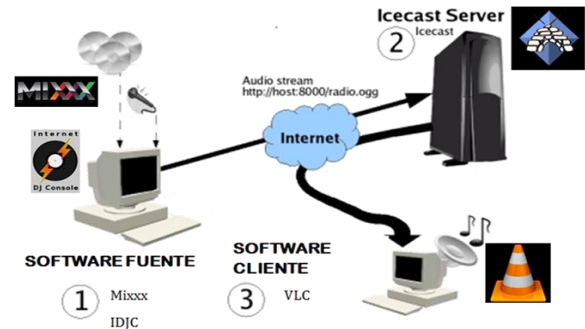 Icecast Server
2
Icecast
MIXXX
Audio stream
http://host:8000/radio.ogg
Internet
Internet
DJ Console
SOFTWARE FUENTE
1
Mixxx
IDJC
SOFTWARE
CLIENTE
3
VLC